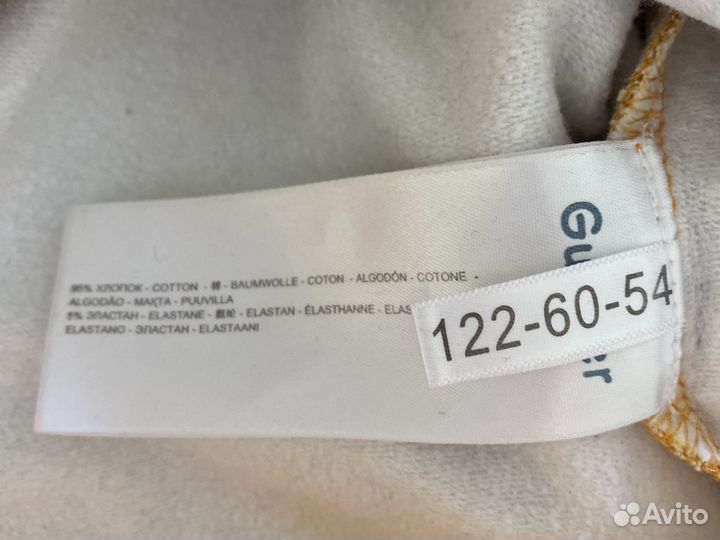 95% ХЛОПОК - COTTON - 棉 - BAUMWOLLE - COTON - ALGODÓN - COTONE -
ALGODÃO - МАҚТА - PUUVILLA
5% ЭЛАСТАН - ELASTANE - 氨纶 - ELASTAN - ÉLASTHANNE -
ELASTANO - ЭЛАСТАН - ELASTAANI
122-60-54
Avito